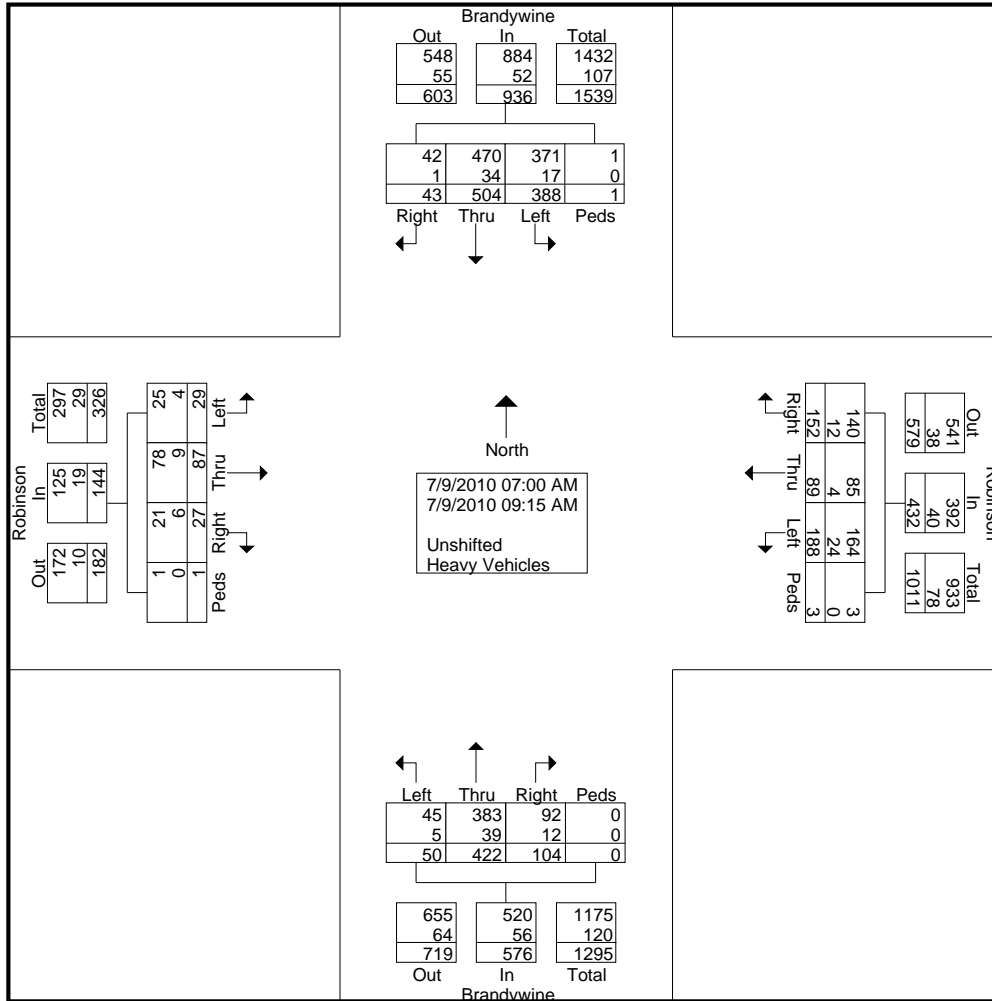 Brandywine
Out In Total
548 884 1432
55 52 107
603 936 1539
42 470 371 1
1 34 17 0
43 504 388 1
Right Thru Left Peds
Robinson
Total In Out
297 125 172
29 19 10
326 144 182
25 78 21 1
4 9 6 0
29 87 27 1
Left Thru Right Peds
North
7/9/2010 07:00 AM
7/9/2010 09:15 AM
Unshifted
Heavy Vehicles
Right Thru Left Peds
152 89 188 3
12 4 24 0
140 85 164 3
Out In Total
541 392 933
38 40 78
579 432 1011
Robinson
Left Thru Right Peds
45 383 92 0
5 39 12 0
50 422 104 0
655 520 1175
64 56 120
719 576 1295
Out In Total
Brandywine